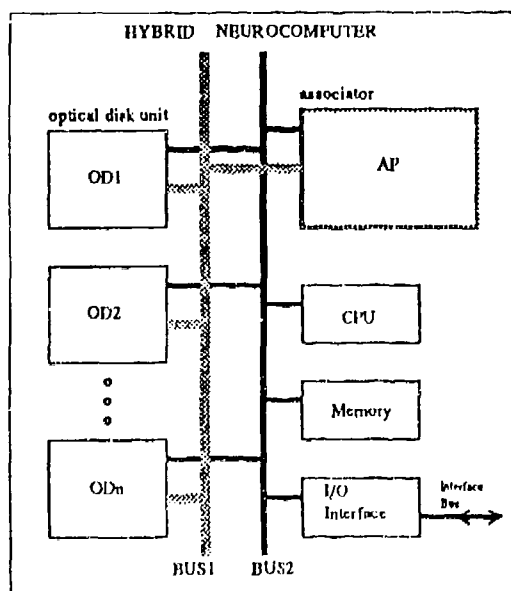 HYBRID NEUROCOMPUTER
optical disk unit
associator
OD1
AP
OD2
CPU
Memory
ODn
I/O
Interface
Interface
Bus
BUS1
BUS2